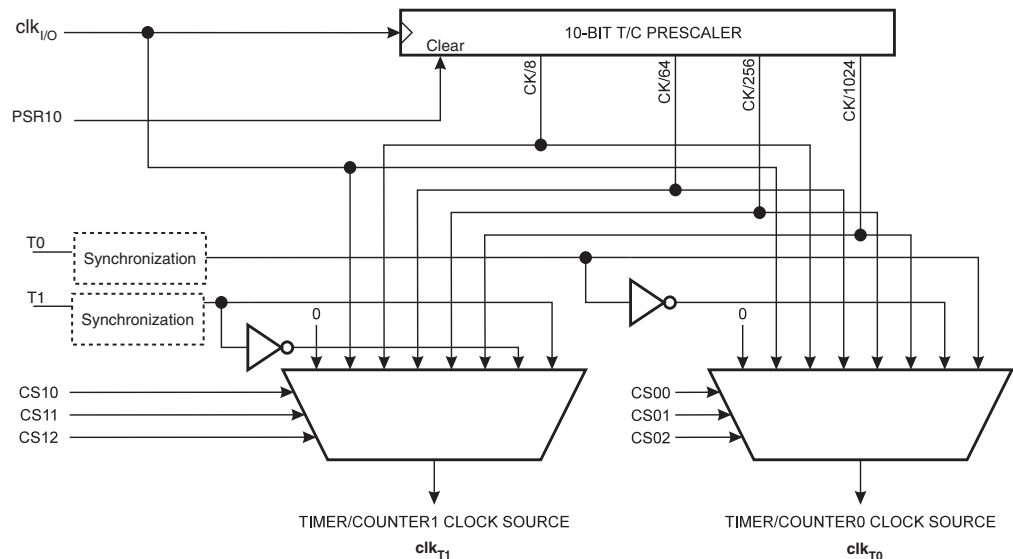 clkI/O
10-BIT T/C PRESCALER
Clear
CK/8
CK/64
CK/256
CK/1024
PSR10
T0
Synchronization
T1
Synchronization
0
0
CS10
CS11
CS12
CS00
CS01
CS02
TIMER/COUNTER1 CLOCK SOURCE
clkT1
TIMER/COUNTER0 CLOCK SOURCE
clkT0